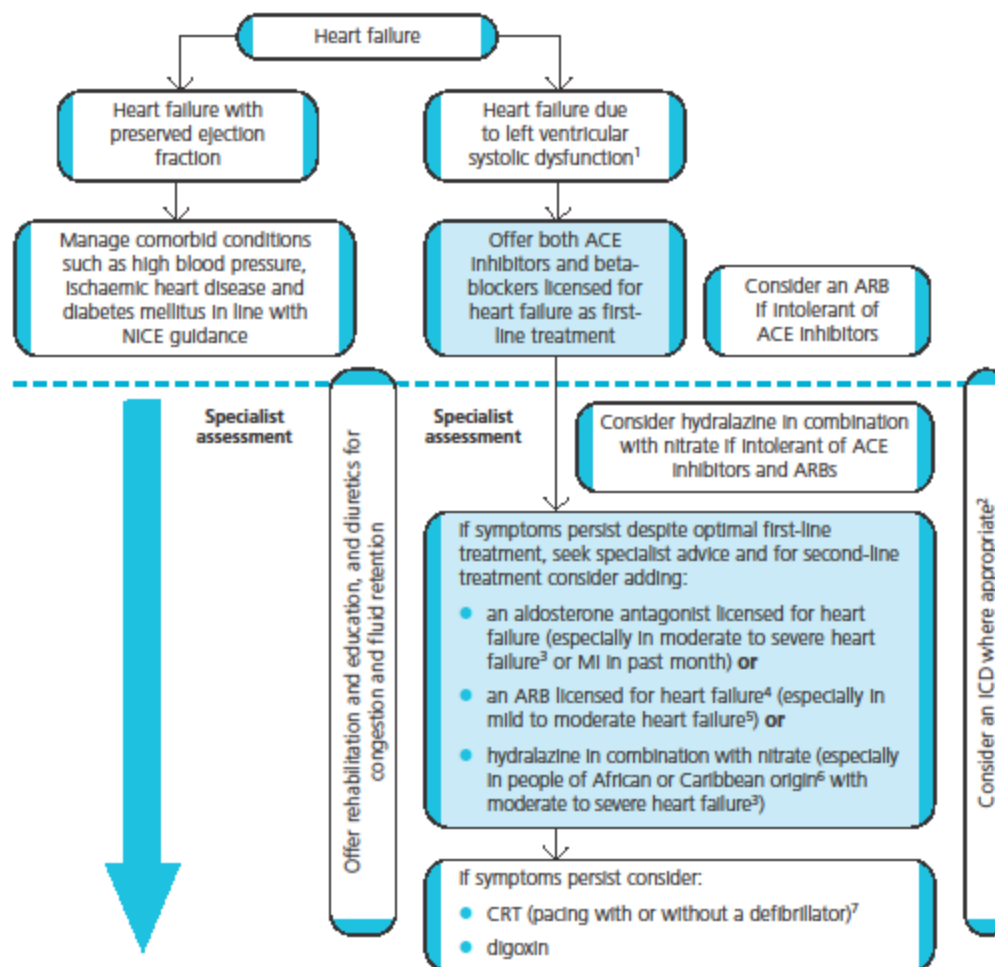 Heart failure
Heart failure with
preserved ejection
fraction
Heart failure due
to left ventricular
systolic dysfunction¹
Manage comorbid conditions
such as high blood pressure,
ischaemic heart disease and
diabetes mellitus in line with
NICE guidance
Offer both ACE
inhibitors and beta-
blockers licensed for
heart failure as first-
line treatment
Consider an ARB
if intolerant of
ACE inhibitors
Specialist
assessment
Offer rehabilitation and education, and diuretics for
congestion and fluid retention
Specialist
assessment
Consider hydralazine in combination
with nitrate if intolerant of ACE
inhibitors and ARBs
If symptoms persist despite optimal first-line
treatment, seek specialist advice and for second-line
treatment consider adding:
● an aldosterone antagonist licensed for heart
failure (especially in moderate to severe heart
failure³ or MI in past month) or
● an ARB licensed for heart failure⁴ (especially in
mild to moderate heart failure⁵) or
● hydralazine in combination with nitrate (especially
in people of African or Caribbean origin⁶ with
moderate to severe heart failure³)
If symptoms persist consider:
● CRT (pacing with or without a defibrillator)⁷
● digoxin
Consider an ICD where appropriate²